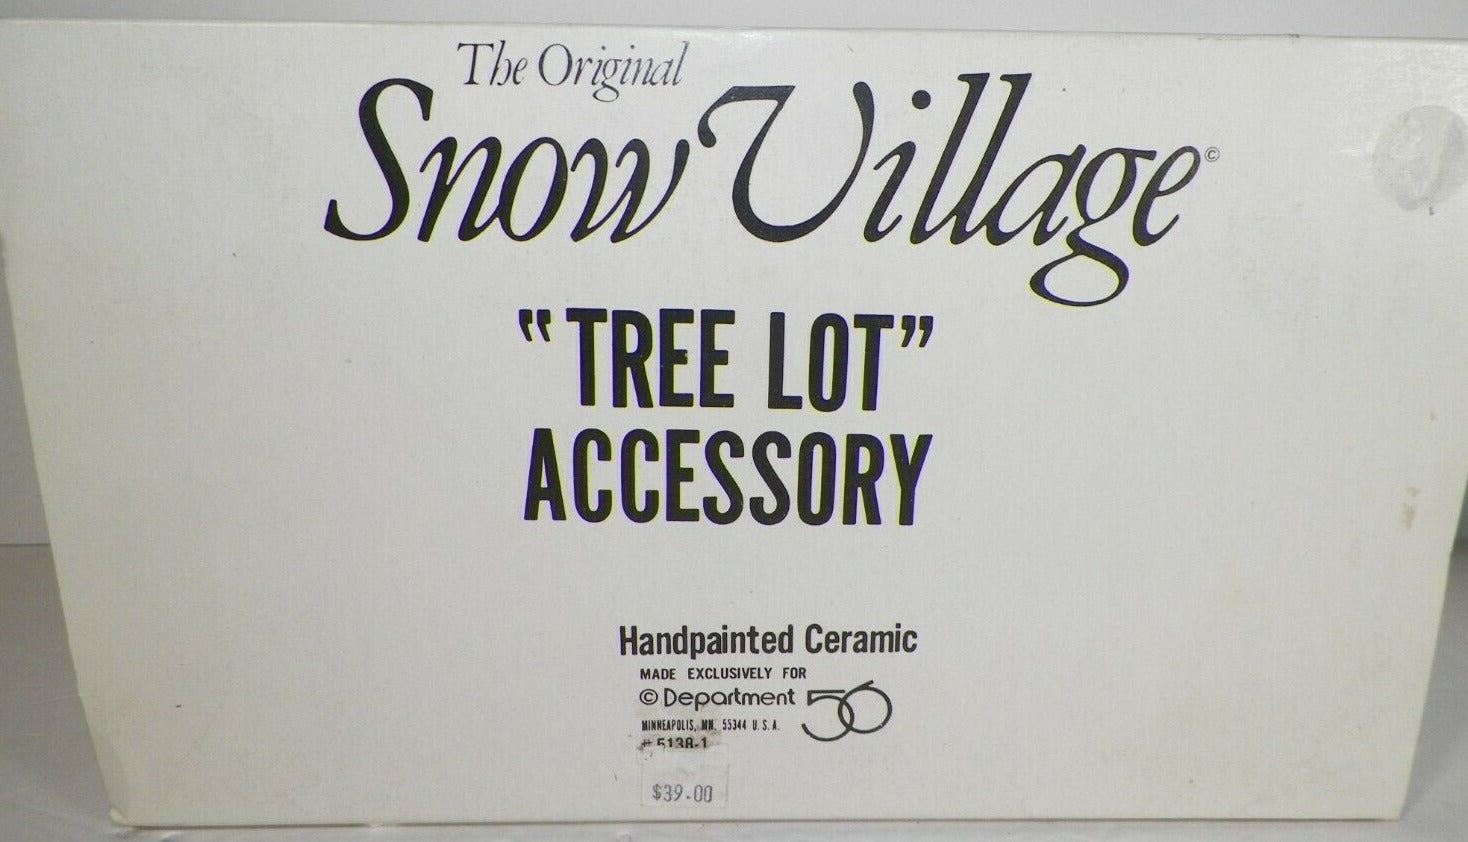 The Original
Snow Village ©
"TREE LOT"
ACCESSORY
Handpainted Ceramic
MADE EXCLUSIVELY FOR
© Department 56
MINNEAPOLIS, MN. 55344 U.S.A.
# 5138-1
$39.00